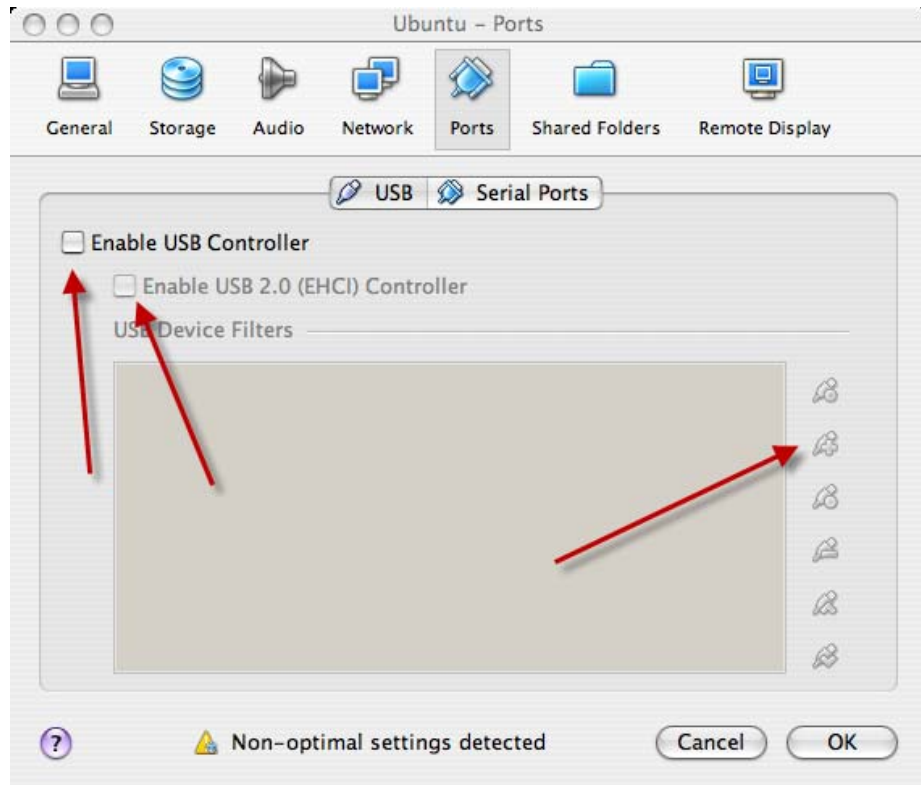 Ubuntu – Ports
General Storage Audio Network Ports Shared Folders Remote Display
USB Serial Ports
Enable USB Controller
Enable USB 2.0 (EHCI) Controller
USB Device Filters
? Non-optimal settings detected Cancel OK